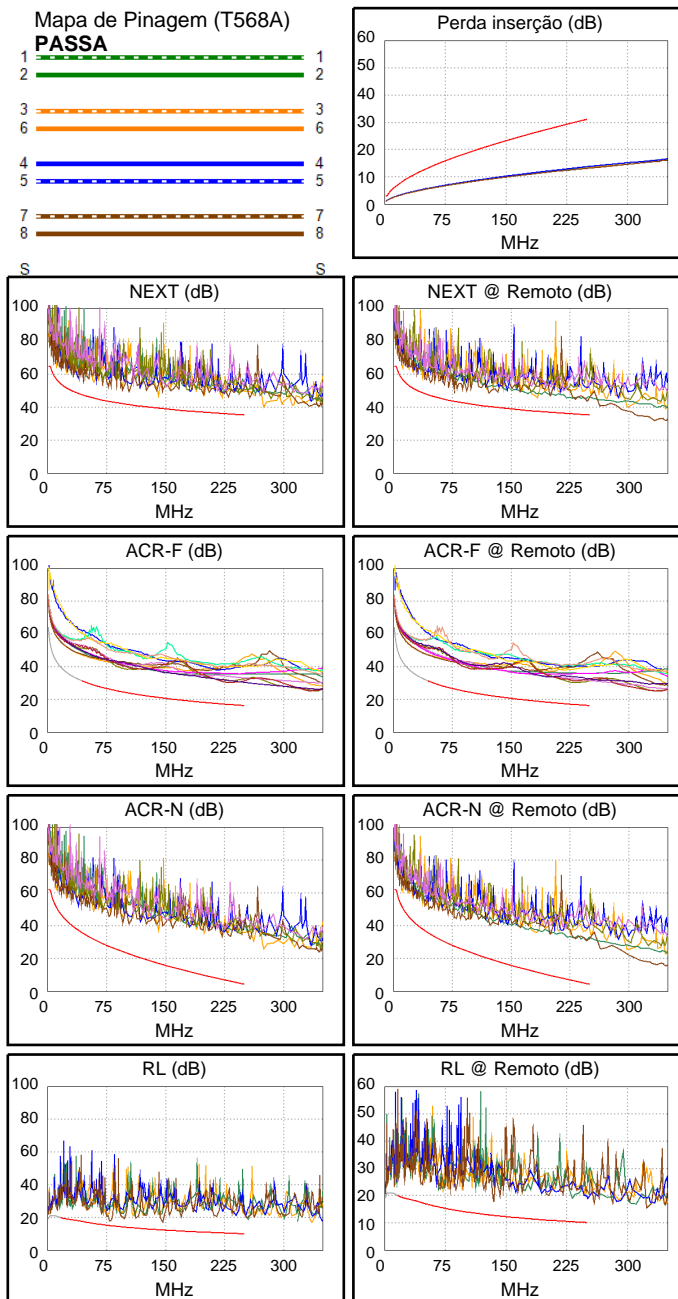 Mapa de Pinagem (T568A)
PASSA
1 1
2 2
3 3
6 6
4 4
5 5
7 7
8 8
S S
Perda inserção (dB)
60
50
40
30
20
10
0
0 75 150 225 300
MHz
NEXT (dB)
100
80
60
40
20
0
0 75 150 225 300
MHz
NEXT @ Remoto (dB)
100
80
60
40
20
0
0 75 150 225 300
MHz
ACR-F (dB)
100
80
60
40
20
0
0 75 150 225 300
MHz
ACR-F @ Remoto (dB)
100
80
60
40
20
0
0 75 150 225 300
MHz
ACR-N (dB)
100
80
60
40
20
0
0 75 150 225 300
MHz
ACR-N @ Remoto (dB)
100
80
60
40
20
0
0 75 150 225 300
MHz
RL (dB)
100
80
60
40
20
0
0 75 150 225 300
MHz
RL @ Remoto (dB)
60
50
40
30
20
10
0
0 75 150 225 300
MHz